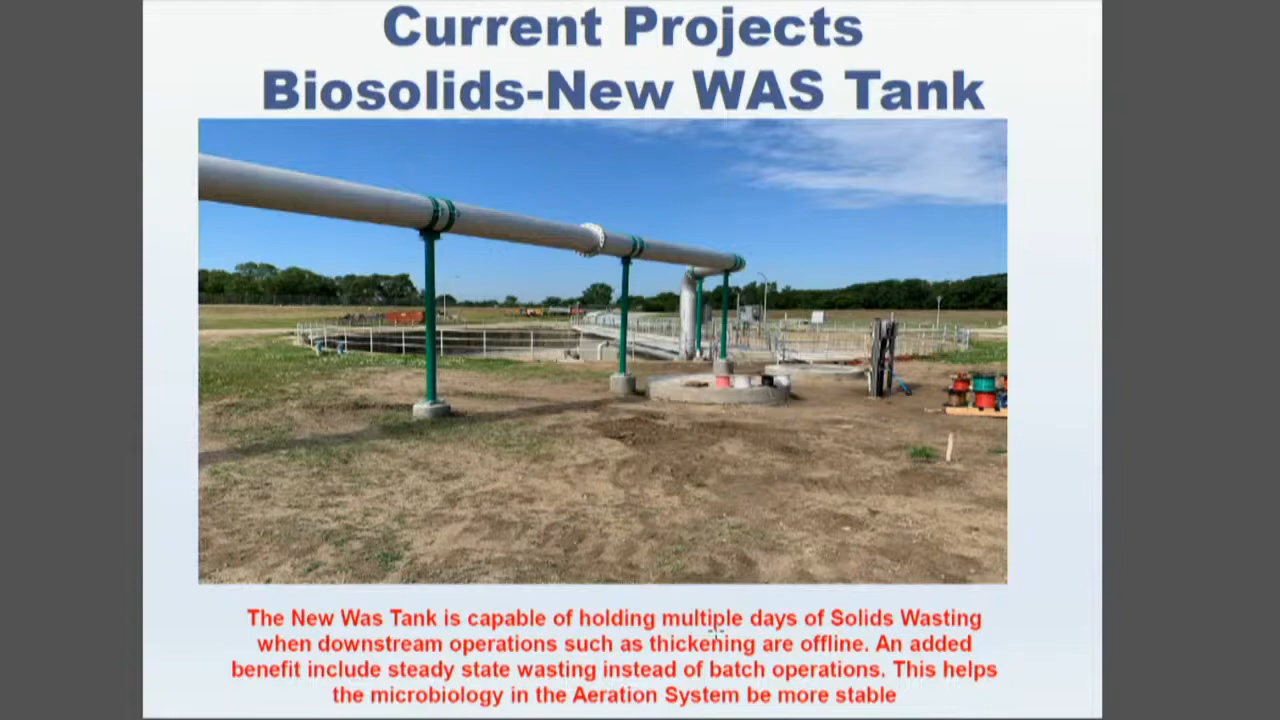 Current Projects
Biosolids-New WAS Tank
The New Was Tank is capable of holding multiple days of Solids Wasting
when downstream operations such as thickening are offline. An added
benefit include steady state wasting instead of batch operations. This helps
the microbiology in the Aeration System be more stable